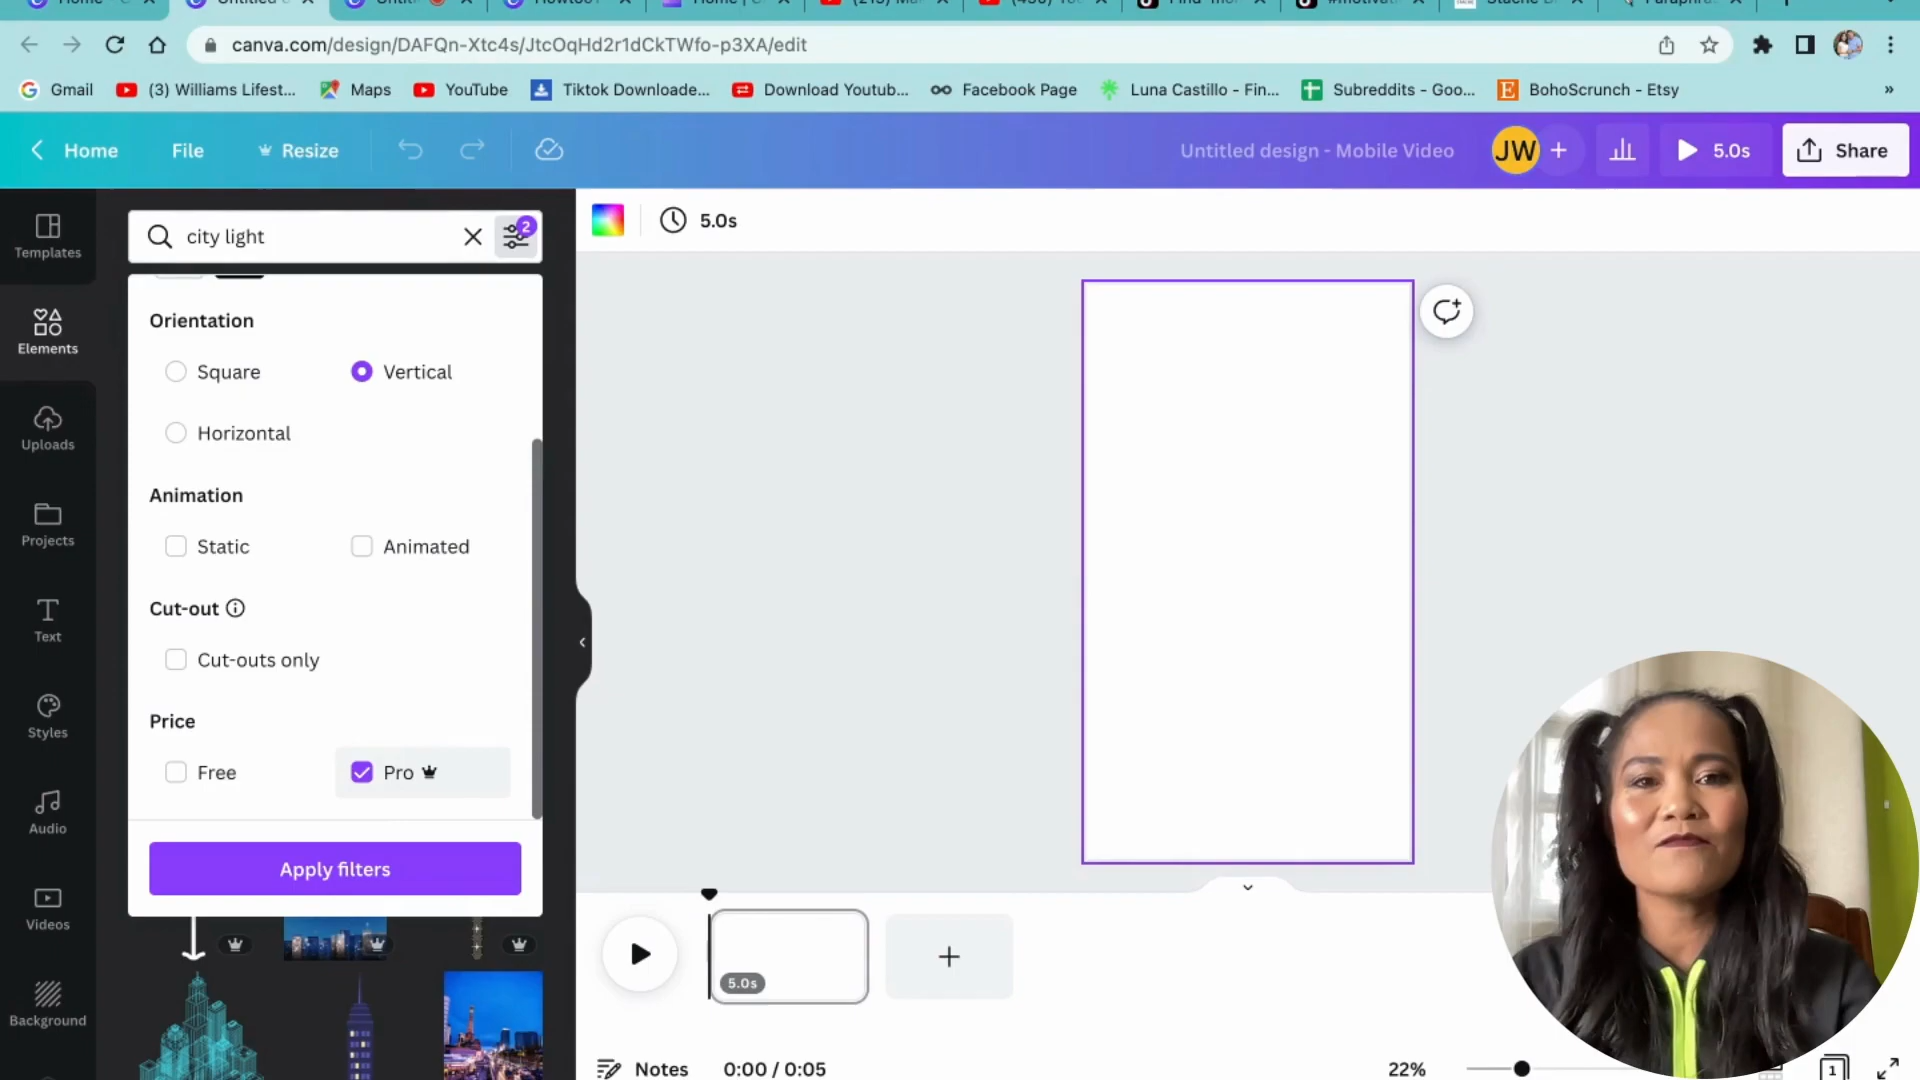 Home
canva.com/design/DAFQn-Xtc4s/JtcOqHd2r1dCkTWfo-p3XA/edit
Gmail (3) Williams Lifest... Maps YouTube Tiktok Downloade... Download Youtub... Facebook Page Luna Castillo - Fin... Subreddits - Goo... BohoScrunch - Etsy »
Home File Resize Untitled design - Mobile Video JW + 5.0s Share
Templates
Elements
Uploads
Projects
Text
Styles
Audio
Videos
Background
city light 2
Orientation
Square Vertical
Horizontal
Animation
Static Animated
Cut-out
Cut-outs only
Price
Free Pro
Apply filters
5.0s
5.0s
Notes 0:00 / 0:05 22% 1